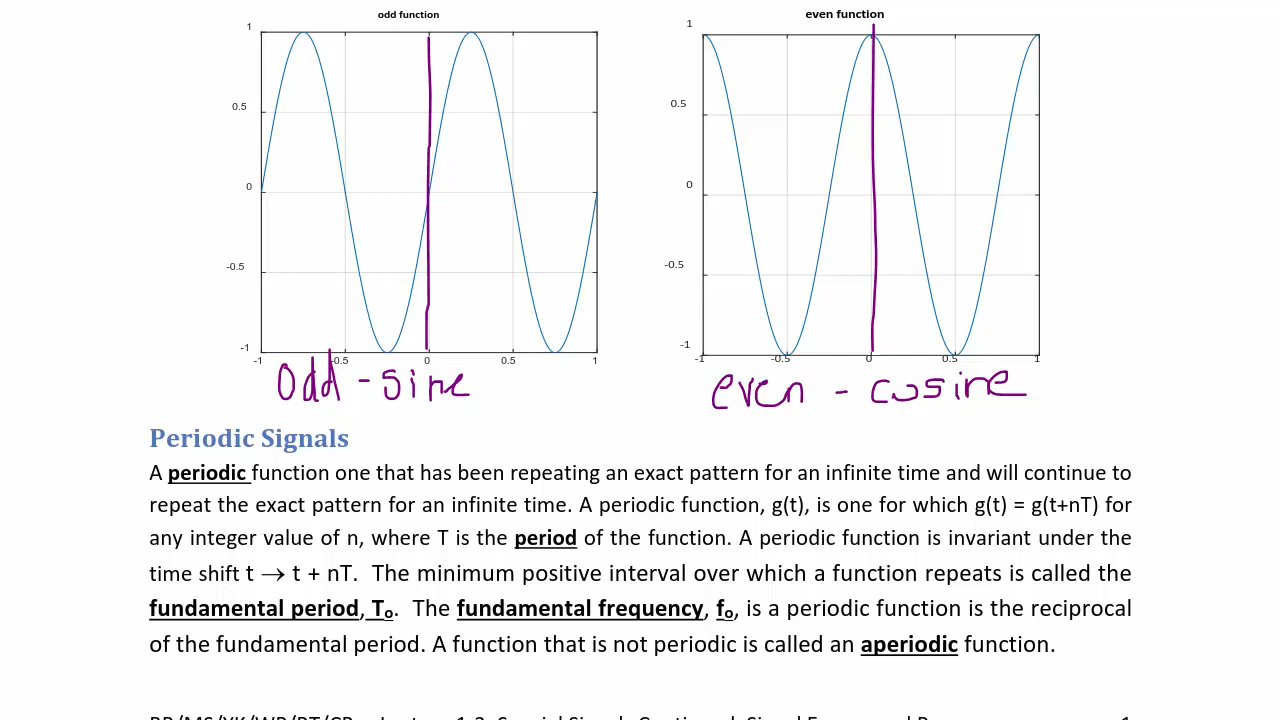 odd function
even function
1
0.5
0
-0.5
-1
-1
-0.5
0
0.5
1
1
0.5
0
-0.5
-1
-1
-0.5
0
0.5
1
odd - sine
even - cosine
Periodic Signals
A periodic function one that has been repeating an exact pattern for an infinite time and will continue to
repeat the exact pattern for an infinite time. A periodic function, g(t), is one for which g(t) = g(t+nT) for
any integer value of n, where T is the period of the function. A periodic function is invariant under the
time shift t → t + nT. The minimum positive interval over which a function repeats is called the
fundamental period, To. The fundamental frequency, fo, is a periodic function is the reciprocal
of the fundamental period. A function that is not periodic is called an aperiodic function.